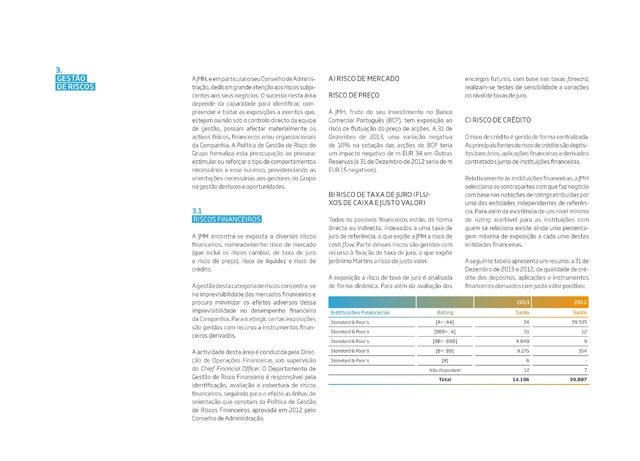 3.
GESTÃO
DE RISCOS
A JMH, e em particular o seu Conselho de Adminis-
tração, dedicam grande atenção aos riscos subja-
centes aos seus negócios. O sucesso nesta área
depende da capacidade para identificar, com-
preender e tratar as exposições a eventos que,
estejam ou não sob o controlo directo da equipa
de gestão, possam afectar materialmente os
activos físicos, financeiros e/ou organizacionais
da Companhia. A Política de Gestão de Risco do
Grupo formaliza esta preocupação ao procurar
estimular ou reforçar o tipo de comportamentos
necessários a esse sucesso, providenciando as
orientações necessárias aos gestores do Grupo
na gestão de riscos e oportunidades.
3.1
RISCOS FINANCEIROS
A JMH encontra-se exposta a diversos riscos
financeiros, nomeadamente: risco de mercado
(que inclui os riscos cambial, de taxa de juro
e risco de preço), risco de liquidez e risco de
crédito.
A gestão desta categoria de riscos concentra-se
na imprevisibilidade dos mercados financeiros e
procura minimizar os efeitos adversos dessa
imprevisibilidade no desempenho financeiro
da Companhia. Para o atingir, certas exposições
são geridas com recurso a instrumentos finan-
ceiros derivados.
A actividade desta área é conduzida pela Direc-
ção de Operações Financeiras sob supervisão
do Chief Financial Officer. O Departamento de
Gestão de Risco Financeiro é responsável pela
identificação, avaliação e cobertura de riscos
financeiros, seguindo para o efeito as linhas de
orientação que constam da Política de Gestão
de Riscos Financeiros aprovada em 2012 pelo
Conselho de Administração.
A) RISCO DE MERCADO
RISCO DE PREÇO
A JMH, fruto do seu investimento no Banco
Comercial Português (BCP), tem exposição ao
risco de flutuação do preço de acções. A 31 de
Dezembro de 2013, uma variação negativa
de 10% na cotação das acções do BCP teria
um impacto negativo de m EUR 34 em Outras
Reservas (a 31 de Dezembro de 2012 seria de m
EUR 15 negativos).
B) RISCO DE TAXA DE JURO (FLU-
XOS DE CAIXA E JUSTO VALOR)
Todos os passivos financeiros estão, de forma
directa ou indirecta, indexados a uma taxa de
juro de referência, o que expõe a JMH a risco de
cash flow. Parte desses riscos são geridos com
recurso à fixação de taxa de juro, o que expõe
Jerónimo Martins a risco de justo valor.
A exposição a risco de taxa de juro é analisada
de forma dinâmica. Para além da avaliação dos
encargos futuros, com base nas taxas forward,
realizam-se testes de sensibilidade a variações
no nível de taxas de juro.
C) RISCO DE CRÉDITO
O risco de crédito é gerido de forma centralizada.
As principais fontes de risco de crédito são depósi-
tos bancários, aplicações financeiras e derivados
contratados junto de instituições financeiras.
Relativamente às instituições financeiras, a JMH
selecciona as contrapartes com que faz negócio
com base nas notações de ratings atribuídas por
uma das entidades independentes de referên-
cia. Para além da existência de um nível mínimo
de rating aceitável para as instituições com
quem se relaciona existe ainda uma percenta-
gem máxima de exposição a cada uma destas
entidades financeiras.
A seguinte tabela apresenta um resumo, a 31 de
Dezembro de 2013 e 2012, da qualidade de cré-
dito dos depósitos, aplicações e instrumentos
financeiros derivados com justo valor positivo:
2013 2012
Instituições Financeiras Rating Saldo Saldo
Standard & Poor's [A+ : AA] 24 39.505
Standard & Poor's [BBB+ : A] 31 12
Standard & Poor's [BB+ : BBB] 4.848 9
Standard & Poor's [B+ : BB] 9.275 354
Standard & Poor's [B] 6 -
Não disponível 12 7
Total 14.196 39.887